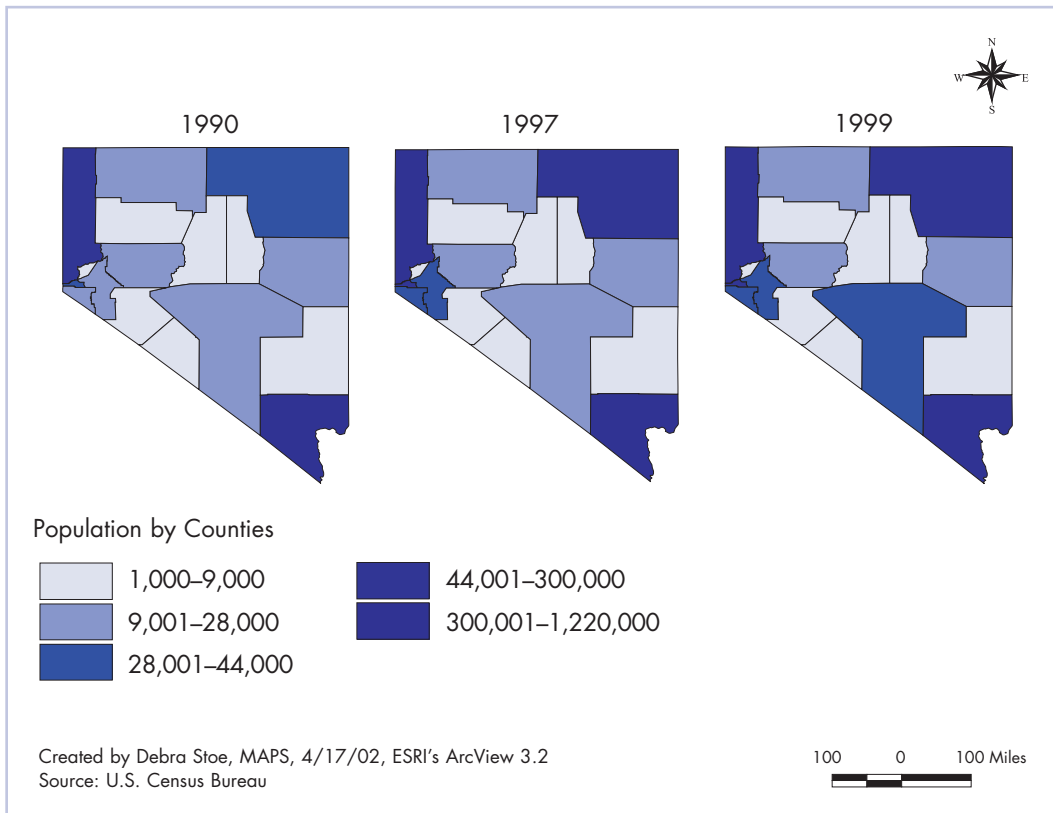 N
W E
S
1990 1997 1999
Population by Counties
1,000–9,000
9,001–28,000
28,001–44,000
44,001–300,000
300,001–1,220,000
Created by Debra Stoe, MAPS, 4/17/02, ESRI's ArcView 3.2
Source: U.S. Census Bureau
100 0 100 Miles